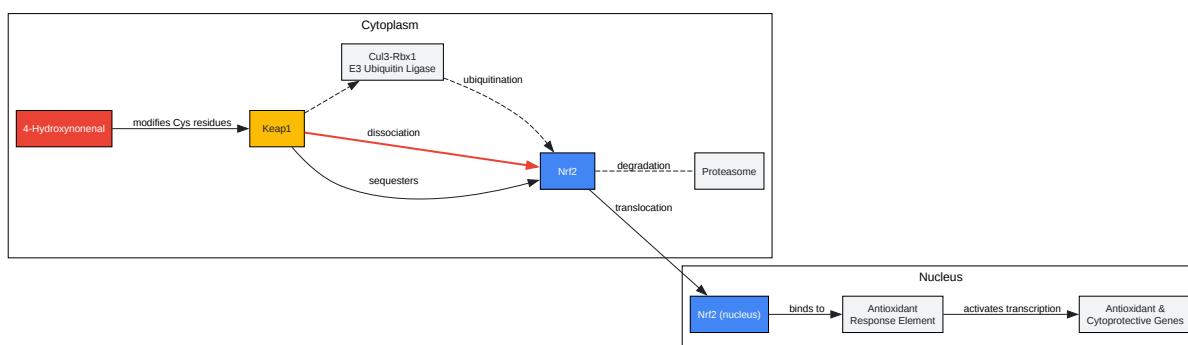 Cytoplasm
Cul3-Rbx1
E3 Ubiquitin Ligase
ubiquitination
4-Hydroxynonenal
modifies Cys residues
Keap1
dissociation
sequesters
Nrf2
degradation
Proteasome
translocation
Nucleus
Nrf2 (nucleus)
binds to
Antioxidant
Response Element
activates transcription
Antioxidant &
Cytoprotective Genes